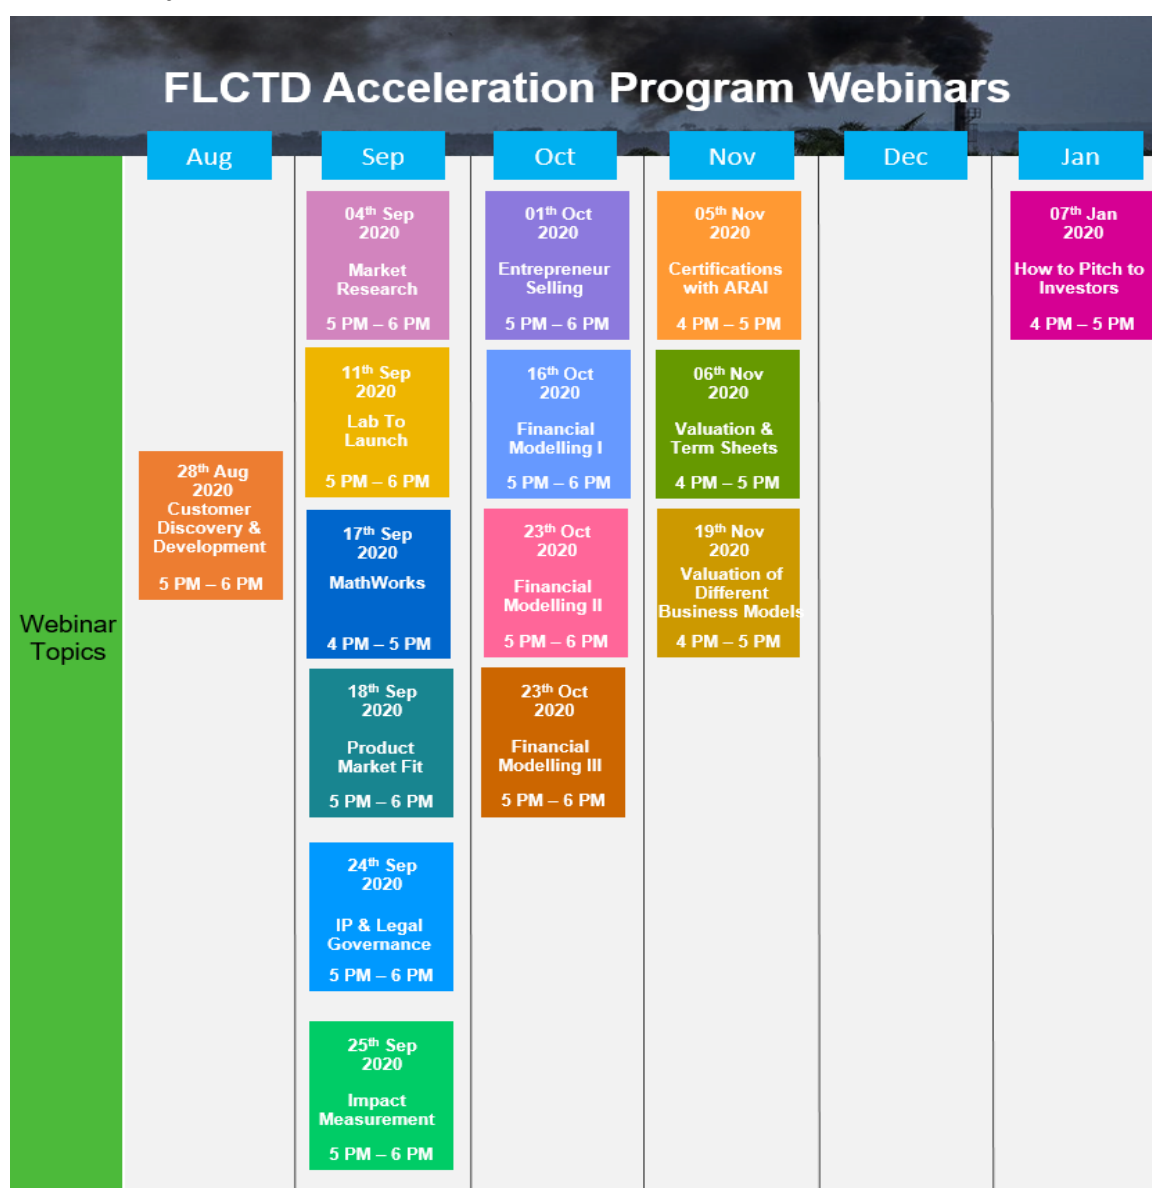 FLCTD Acceleration Program Webinars
Aug
Sep
Oct
Nov
Dec
Jan
Webinar
Topics
28th Aug
2020
Customer
Discovery &
Development
5 PM – 6 PM
04th Sep
2020
Market
Research
5 PM – 6 PM
11th Sep
2020
Lab To
Launch
5 PM – 6 PM
17th Sep
2020
MathWorks
4 PM – 5 PM
18th Sep
2020
Product
Market Fit
5 PM – 6 PM
24th Sep
2020
IP & Legal
Governance
5 PM – 6 PM
25th Sep
2020
Impact
Measurement
5 PM – 6 PM
01th Oct
2020
Entrepreneur
Selling
5 PM – 6 PM
16th Oct
2020
Financial
Modelling I
5 PM – 6 PM
23th Oct
2020
Financial
Modelling II
5 PM – 6 PM
23th Oct
2020
Financial
Modelling III
5 PM – 6 PM
05th Nov
2020
Certifications
with ARAI
4 PM – 5 PM
06th Nov
2020
Valuation &
Term Sheets
4 PM – 5 PM
19th Nov
2020
Valuation of
Different
Business Models
4 PM – 5 PM
07th Jan
2020
How to Pitch to
Investors
4 PM – 5 PM